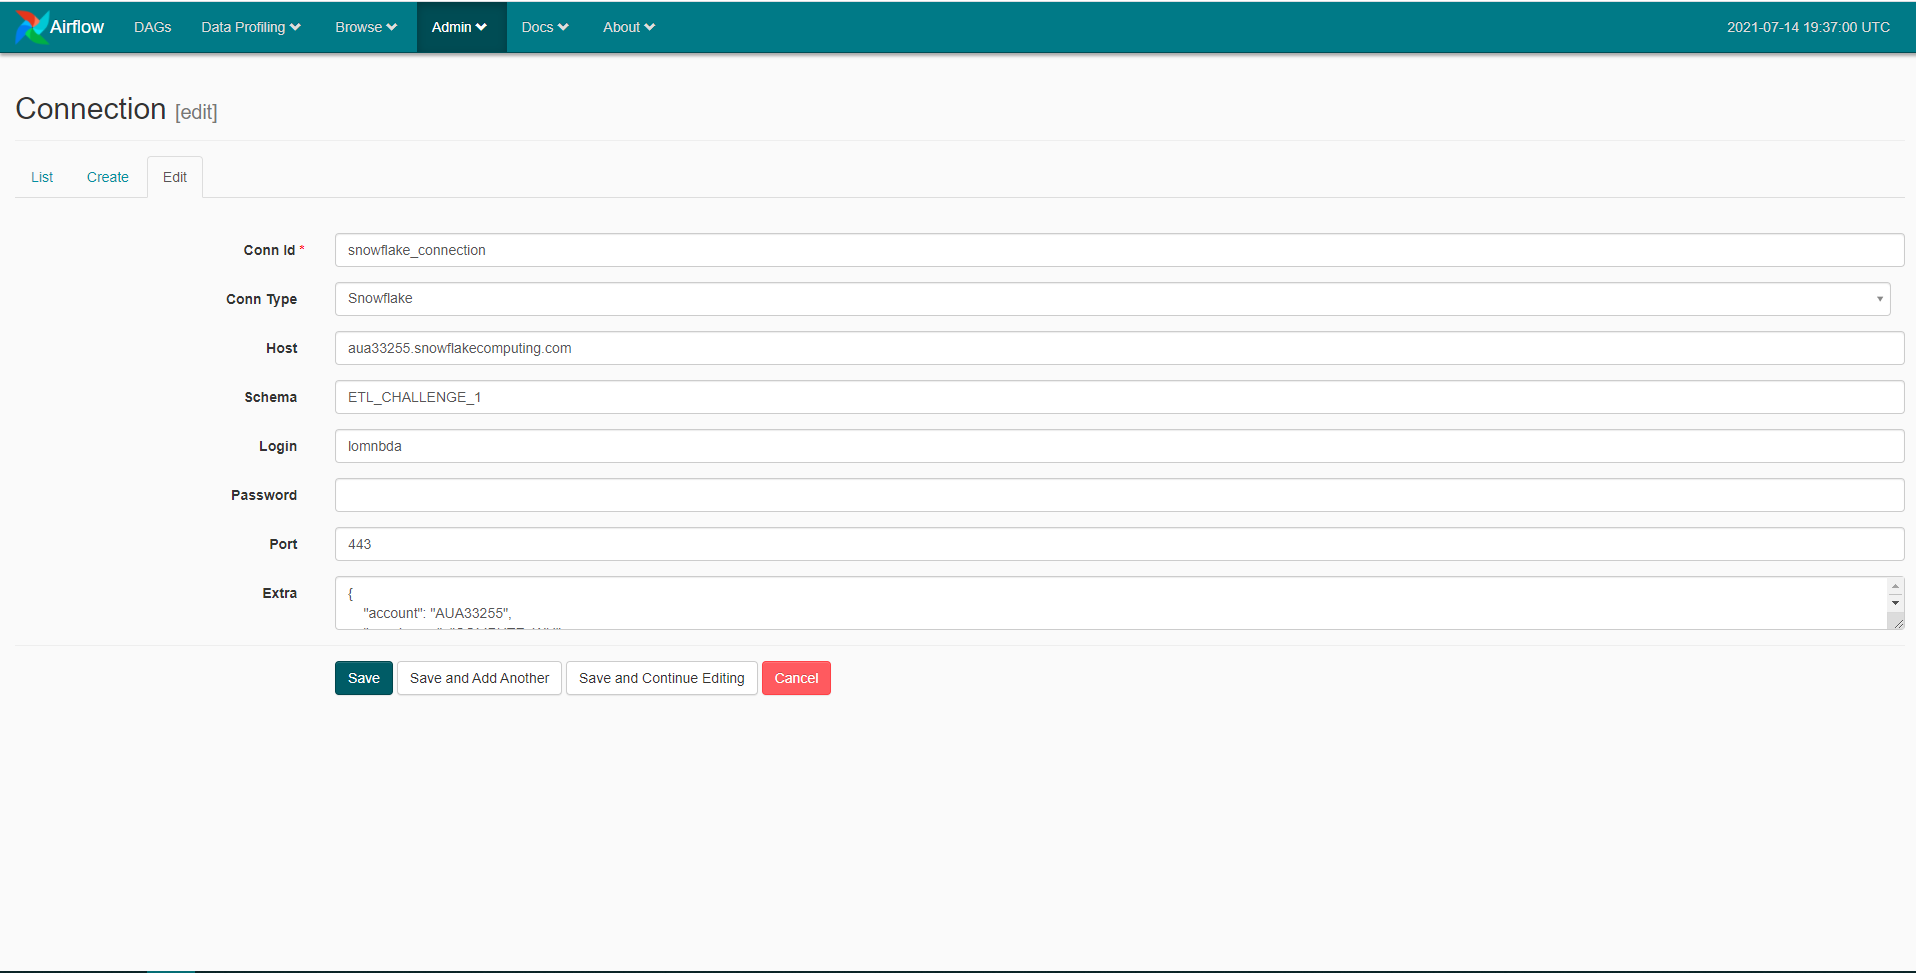 Airflow DAGs Data Profiling Browse Admin Docs About 2021-07-14 19:37:00 UTC
Connection [edit]
List Create Edit
Conn Id * snowflake_connection
Conn Type Snowflake
Host aua33255.snowflakecomputing.com
Schema ETL_CHALLENGE_1
Login lomnbda
Password
Port 443
Extra {
"account": "AUA33255",
Save Save and Add Another Save and Continue Editing Cancel